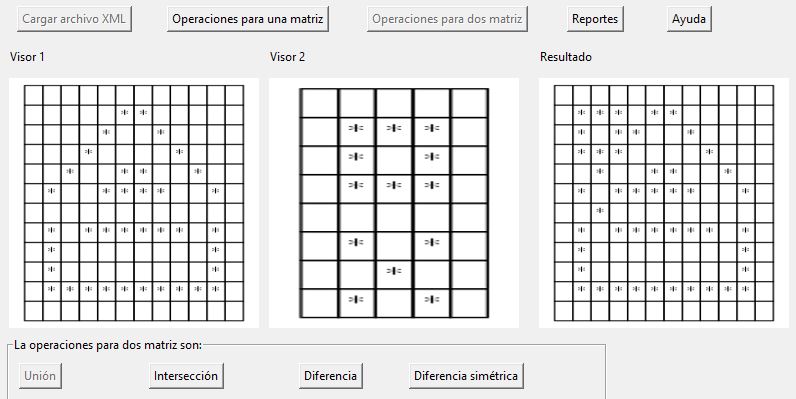 Cargar archivo XML Operaciones para una matriz Operaciones para dos matriz Reportes Ayuda
Visor 1 Visor 2 Resultado
La operaciones para dos matriz son:
Unión Intersección Diferencia Diferencia simétrica